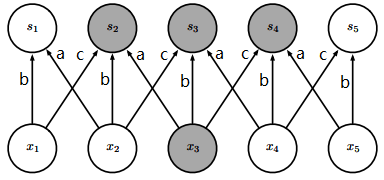 s₁ s₂ s₃ s₄ s₅
a c a c a c a c
b b b b b
x₁ x₂ x₃ x₄ x₅